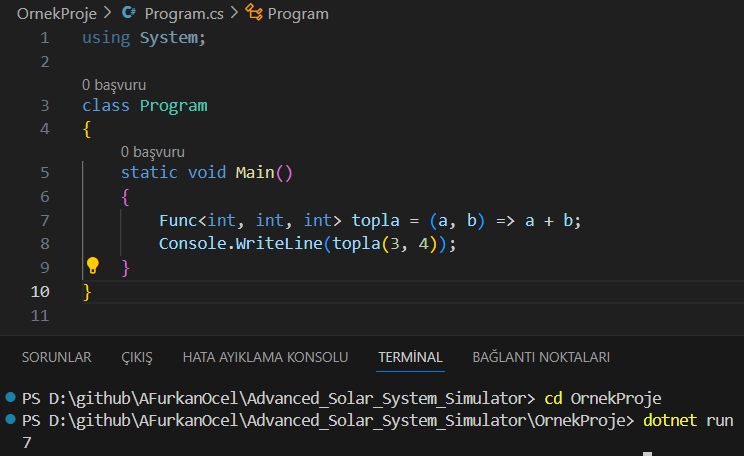 OrnekProje > Program.cs > Program
1 using System;
2
0 başvuru
3 class Program
4 {
0 başvuru
5 static void Main()
6 {
7 Func<int, int, int> topla = (a, b) => a + b;
8 Console.WriteLine(topla(3, 4));
9 }
10 }
11
SORUNLAR ÇIKIŞ HATA AYIKLAMA KONSOLU TERMİNAL BAĞLANTI NOKTALARI
PS D:\github\AFurkanOcel\Advanced_Solar_System_Simulator> cd OrnekProje
PS D:\github\AFurkanOcel\Advanced_Solar_System_Simulator\OrnekProje> dotnet run
7